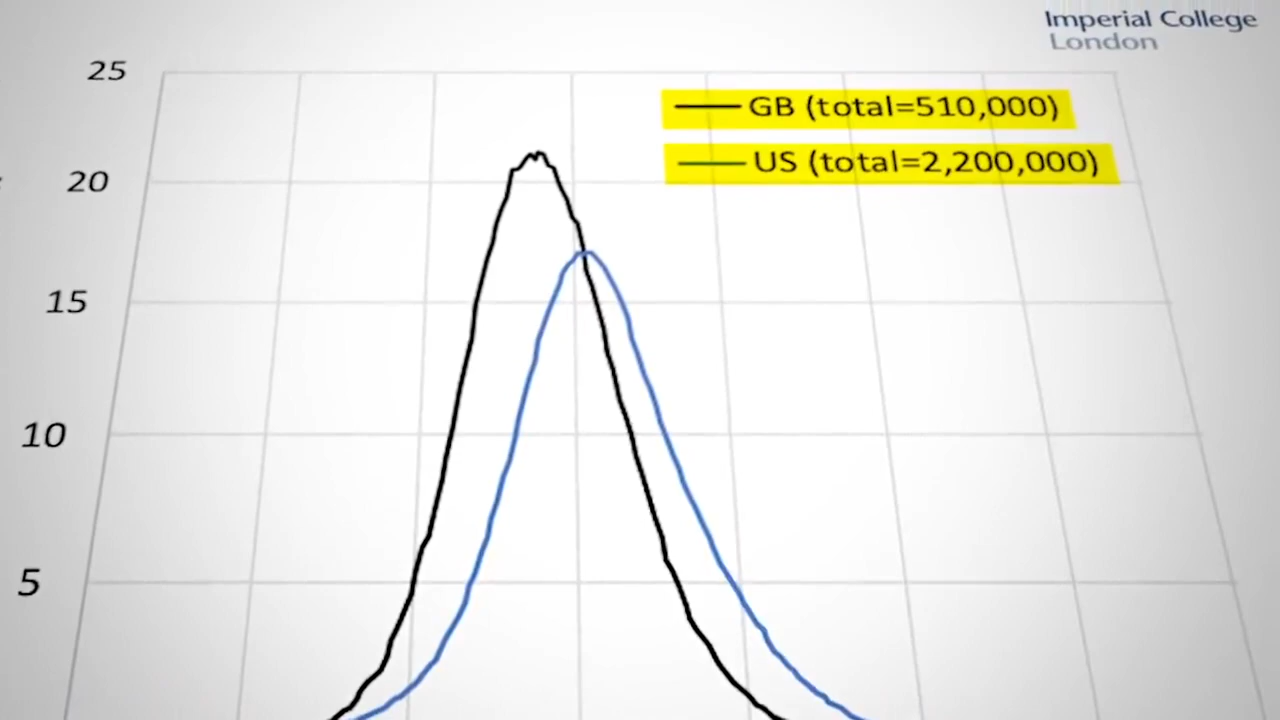 Imperial College
London
25
GB (total=510,000)
US (total=2,200,000)
20
15
10
5